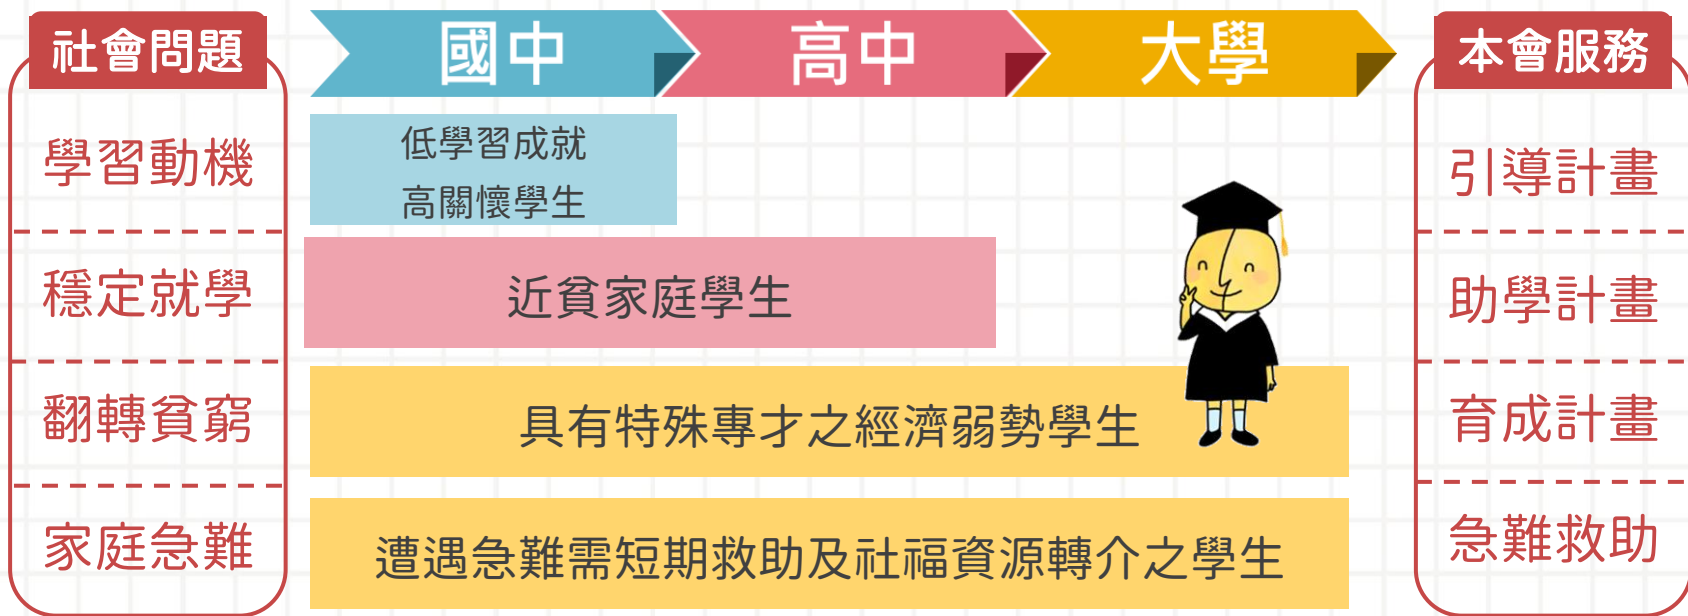 社會問題
國中
高中
大學
本會服務
學習動機
低學習成就
高關懷學生
引導計畫
穩定就學
近貧家庭學生
助學計畫
翻轉貧窮
具有特殊專才之經濟弱勢學生
育成計畫
家庭急難
遭遇急難需短期救助及社福資源轉介之學生
急難救助